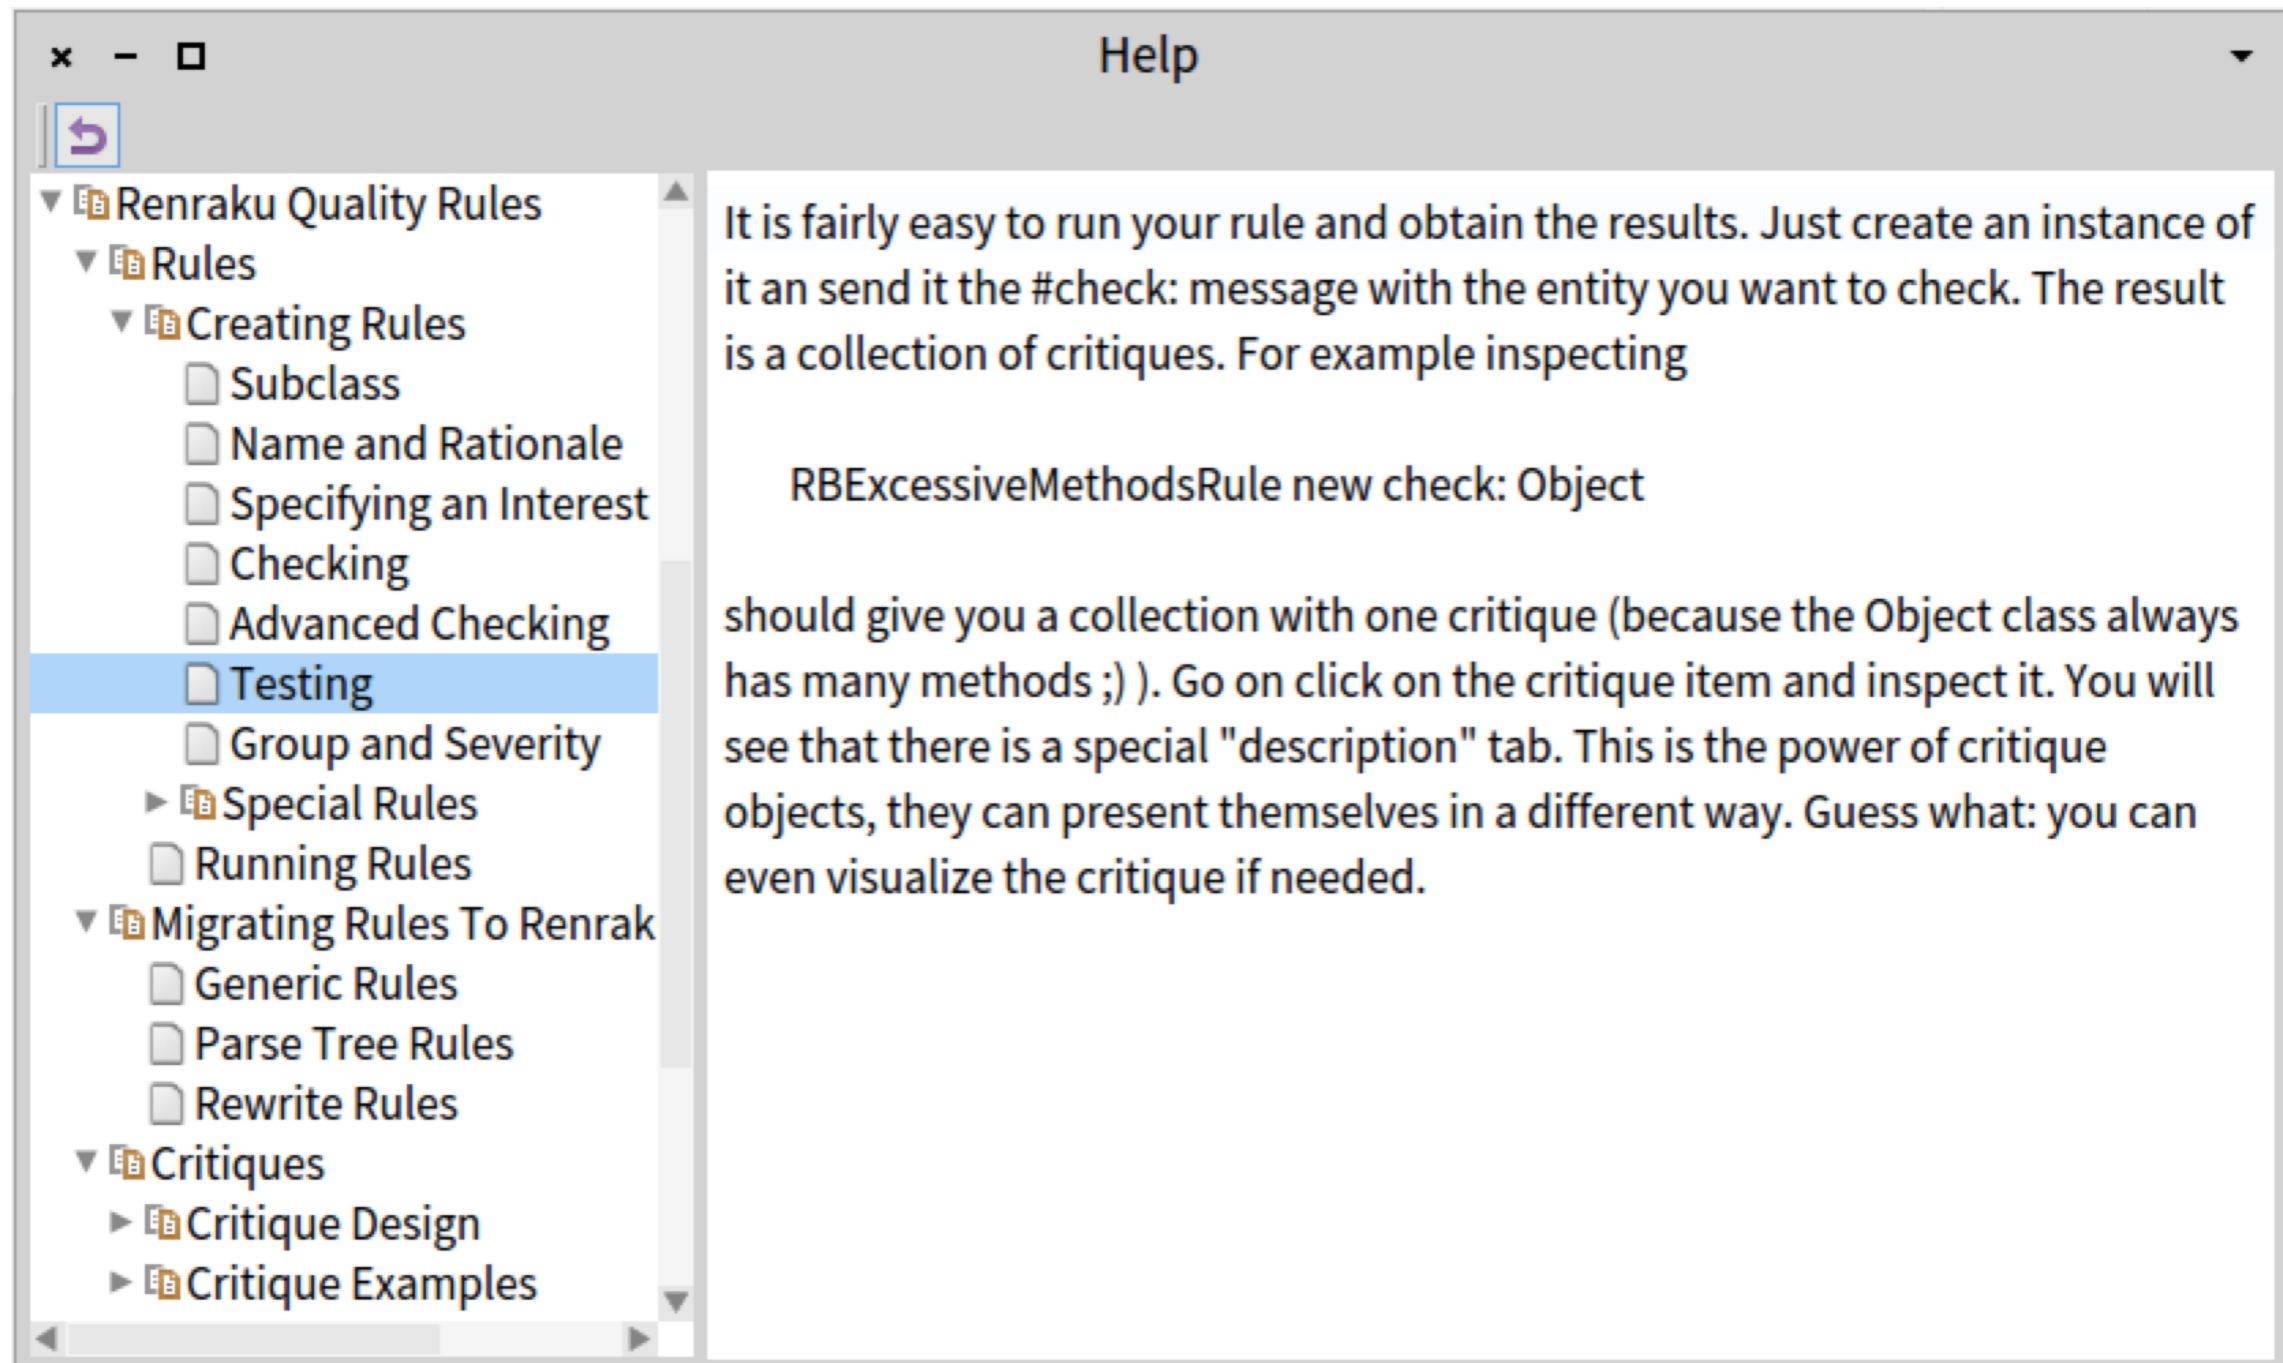 Help
Renraku Quality Rules
Rules
Creating Rules
Subclass
Name and Rationale
Specifying an Interest
Checking
Advanced Checking
Testing
Group and Severity
Special Rules
Running Rules
Migrating Rules To Renrak
Generic Rules
Parse Tree Rules
Rewrite Rules
Critiques
Critique Design
Critique Examples
It is fairly easy to run your rule and obtain the results. Just create an instance of
it an send it the #check: message with the entity you want to check. The result
is a collection of critiques. For example inspecting
RBExcessiveMethodsRule new check: Object
should give you a collection with one critique (because the Object class always
has many methods ;) ). Go on click on the critique item and inspect it. You will
see that there is a special "description" tab. This is the power of critique
objects, they can present themselves in a different way. Guess what: you can
even visualize the critique if needed.